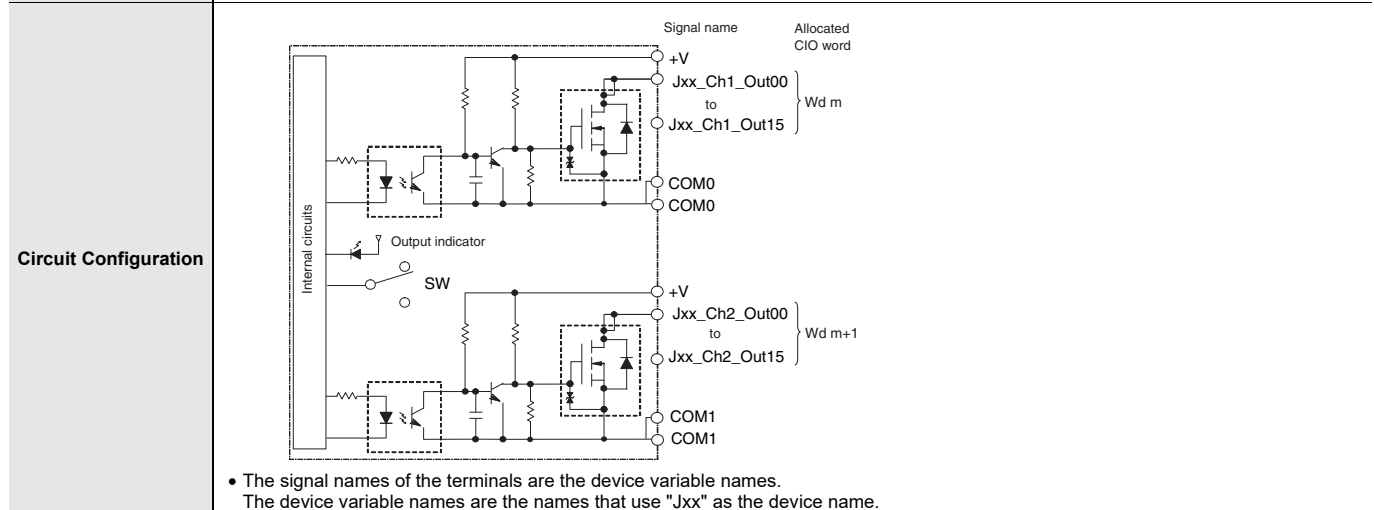 Circuit Configuration
Signal name
Allocated
CIO word
+V
Jxx_Ch1_Out00
to
Wd m
Jxx_Ch1_Out15
COM0
COM0
Internal circuits
Output indicator
SW
+V
Jxx_Ch2_Out00
to
Wd m+1
Jxx_Ch2_Out15
COM1
COM1
• The signal names of the terminals are the device variable names.
The device variable names are the names that use "Jxx" as the device name.